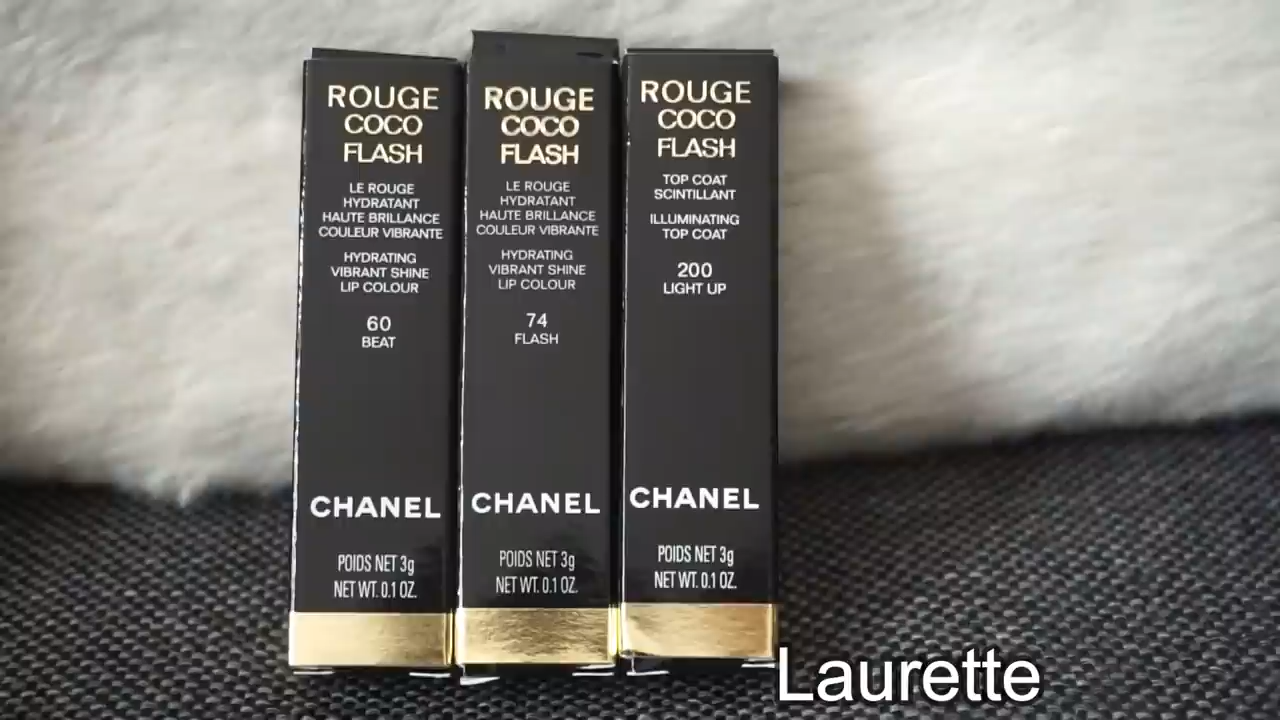 ROUGE
COCO
FLASH
LE ROUGE
HYDRATANT
HAUTE BRILLANCE
COULEUR VIBRANTE
HYDRATING
VIBRANT SHINE
LIP COLOUR
60
BEAT
CHANEL
POIDS NET 3g
NET WT. 0.1 OZ.
ROUGE
COCO
FLASH
LE ROUGE
HYDRATANT
HAUTE BRILLANCE
COULEUR VIBRANTE
HYDRATING
VIBRANT SHINE
LIP COLOUR
74
FLASH
CHANEL
POIDS NET 3g
NET WT. 0.1 OZ.
ROUGE
COCO
FLASH
TOP COAT
SCINTILLANT
ILLUMINATING
TOP COAT
200
LIGHT UP
CHANEL
POIDS NET 3g
NET WT. 0.1 OZ.
Laurette